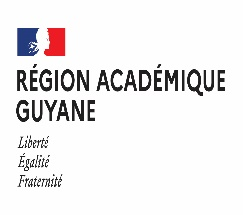 RÉGION ACADÉMIQUE
GUYANE
Liberté
Égalité
Fraternité